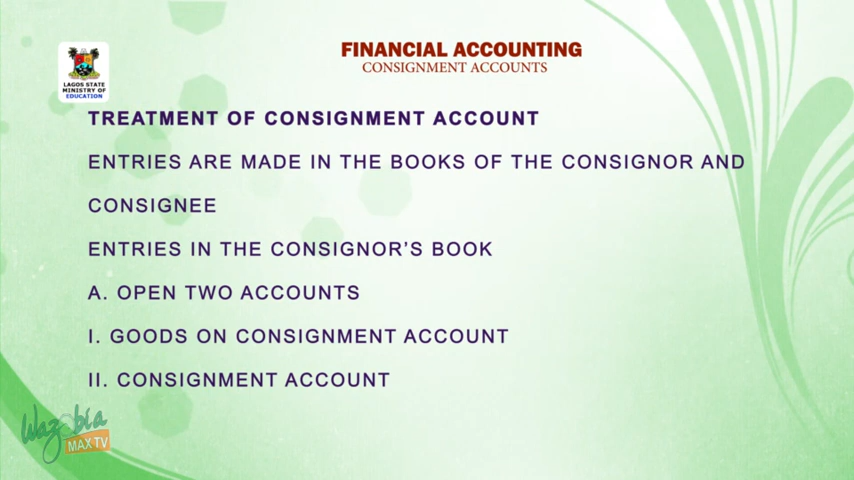 FINANCIAL ACCOUNTING
CONSIGNMENT ACCOUNTS
LAGOS STATE
MINISTRY OF
EDUCATION
TREATMENT OF CONSIGNMENT ACCOUNT
ENTRIES ARE MADE IN THE BOOKS OF THE CONSIGNOR AND
CONSIGNEE
ENTRIES IN THE CONSIGNOR’S BOOK
A. OPEN TWO ACCOUNTS
I. GOODS ON CONSIGNMENT ACCOUNT
II. CONSIGNMENT ACCOUNT
Wazobia
MAX TV